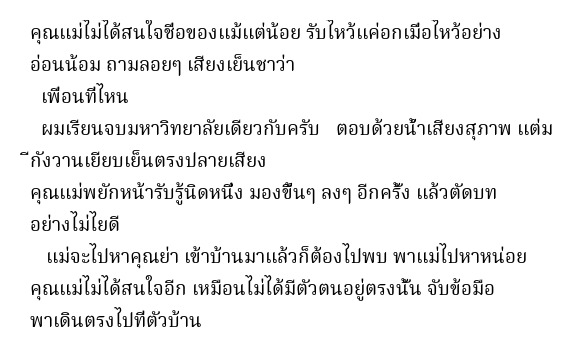 คุณแม่ไม่ได้สนใจชื่อของแม้แต่น้อย รับไหว้แค่อกเมื่อไหว้อย่าง
อ่อนน้อม ถามลอยๆ เสียงเย็นชาว่า
เพื่อนที่ไหน
ผมเรียนจบมหาวิทยาลัยเดียวกับครับ ตอบด้วยน้ำเสียงสุภาพ แต่ม
ีกังวานเยียบเย็นตรงปลายเสียง
คุณแม่พยักหน้ารับรู้นิดหนึ่ง มองขึ้นๆ ลงๆ อีกครั้ง แล้วตัดบท
อย่างไม่ไยดี
แม่จะไปหาคุณย่า เข้าบ้านมาแล้วก็ต้องไปพบ พาแม่ไปหาหน่อย
คุณแม่ไม่ได้สนใจอีก เหมือนไม่ได้มีตัวตนอยู่ตรงนั้น จับข้อมือ
พาเดินตรงไปที่ตัวบ้าน